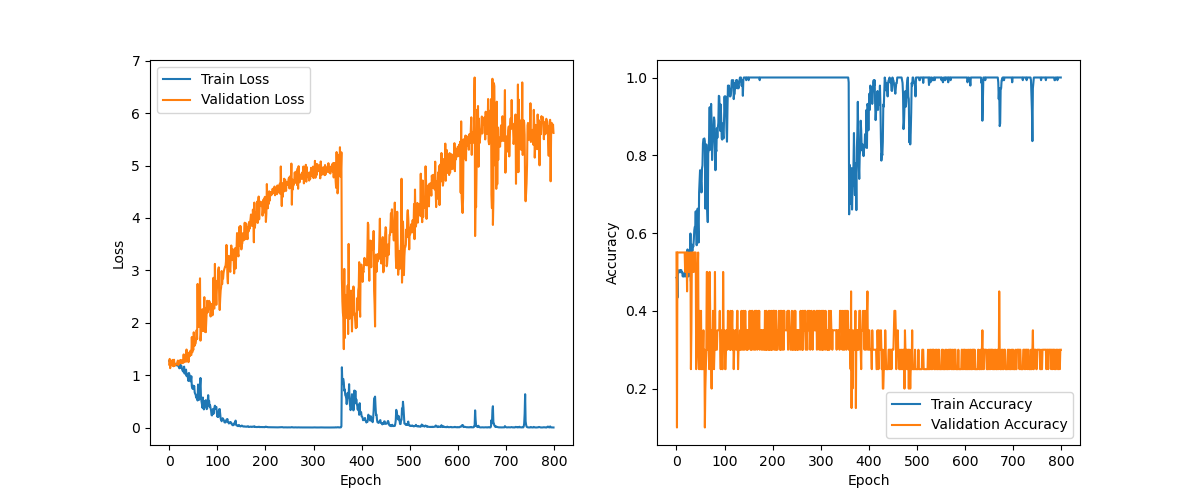 Train Loss
Validation Loss
7
6
5
4
3
2
1
0
Loss
0 100 200 300 400 500 600 700 800
Epoch
1.0
0.8
0.6
0.4
0.2
Accuracy
Train Accuracy
Validation Accuracy
0 100 200 300 400 500 600 700 800
Epoch